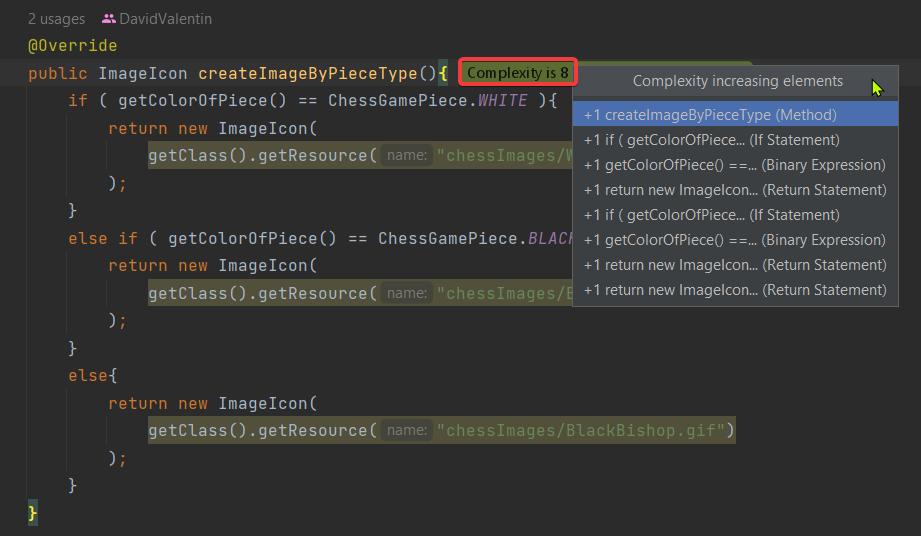 2 usages DavidValentin
@Override
public ImageIcon createImageByPieceType(){ Complexity is 8
if ( getColorOfPiece() == ChessGamePiece.WHITE ){
return new ImageIcon(
getClass().getResource( name: "chessImages/W
);
}
else if ( getColorOfPiece() == ChessGamePiece.BLACK
return new ImageIcon(
getClass().getResource( name: "chessImages/B
);
}
else{
return new ImageIcon(
getClass().getResource( name: "chessImages/BlackBishop.gif")
);
}
}
Complexity increasing elements
+1 createImageByPieceType (Method)
+1 if ( getColorOfPiece... (If Statement)
+1 getColorOfPiece() ==... (Binary Expression)
+1 return new ImageIcon... (Return Statement)
+1 if ( getColorOfPiece... (If Statement)
+1 getColorOfPiece() ==... (Binary Expression)
+1 return new ImageIcon... (Return Statement)
+1 return new ImageIcon... (Return Statement)